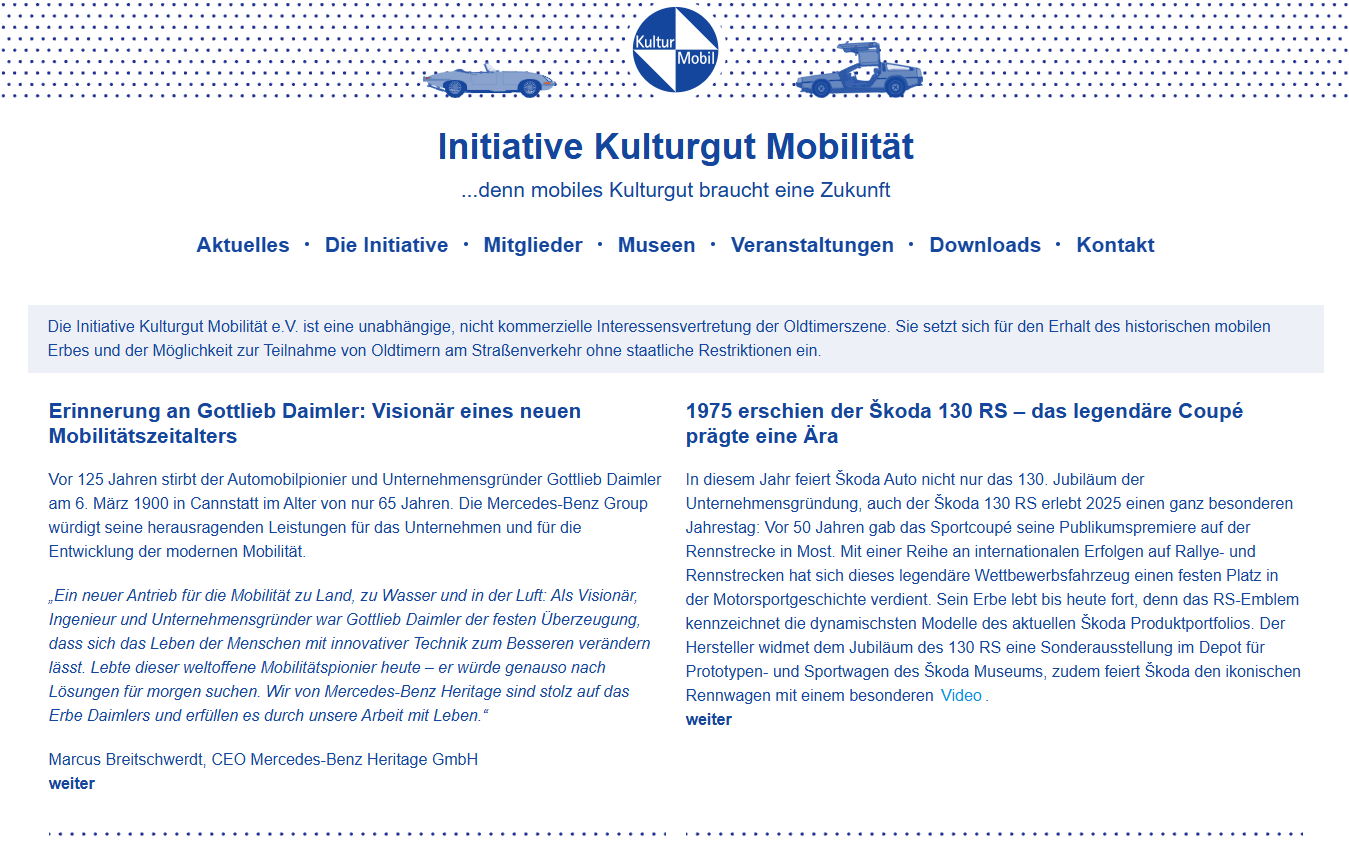 Kultur
Mobil
Initiative Kulturgut Mobilität
...denn mobiles Kulturgut braucht eine Zukunft
Aktuelles • Die Initiative • Mitglieder • Museen • Veranstaltungen • Downloads • Kontakt
Die Initiative Kulturgut Mobilität e.V. ist eine unabhängige, nicht kommerzielle Interessensvertretung der Oldtimerszene. Sie setzt sich für den Erhalt des historischen mobilen
Erbes und der Möglichkeit zur Teilnahme von Oldtimern am Straßenverkehr ohne staatliche Restriktionen ein.
Erinnerung an Gottlieb Daimler: Visionär eines neuen
Mobilitätszeitalters
Vor 125 Jahren stirbt der Automobilpionier und Unternehmensgründer Gottlieb Daimler
am 6. März 1900 in Cannstatt im Alter von nur 65 Jahren. Die Mercedes-Benz Group
würdigt seine herausragenden Leistungen für das Unternehmen und für die
Entwicklung der modernen Mobilität.
„Ein neuer Antrieb für die Mobilität zu Land, zu Wasser und in der Luft: Als Visionär,
Ingenieur und Unternehmensgründer war Gottlieb Daimler der festen Überzeugung,
dass sich das Leben der Menschen mit innovativer Technik zum Besseren verändern
lässt. Lebte dieser weltoffene Mobilitätspionier heute – er würde genauso nach
Lösungen für morgen suchen. Wir von Mercedes-Benz Heritage sind stolz auf das
Erbe Daimlers und erfüllen es durch unsere Arbeit mit Leben.“
Marcus Breitschwerdt, CEO Mercedes-Benz Heritage GmbH
weiter
1975 erschien der Škoda 130 RS – das legendäre Coupé
prägte eine Ära
In diesem Jahr feiert Škoda Auto nicht nur das 130. Jubiläum der
Unternehmensgründung, auch der Škoda 130 RS erlebt 2025 einen ganz besonderen
Jahrestag: Vor 50 Jahren gab das Sportcoupé seine Publikumspremiere auf der
Rennstrecke in Most. Mit einer Reihe an internationalen Erfolgen auf Rallye- und
Rennstrecken hat sich dieses legendäre Wettbewerbsfahrzeug einen festen Platz in
der Motorsportgeschichte verdient. Sein Erbe lebt bis heute fort, denn das RS-Emblem
kennzeichnet die dynamischsten Modelle des aktuellen Škoda Produktportfolios. Der
Hersteller widmet dem Jubiläum des 130 RS eine Sonderausstellung im Depot für
Prototypen- und Sportwagen des Škoda Museums, zudem feiert Škoda den ikonischen
Rennwagen mit einem besonderen Video .
weiter